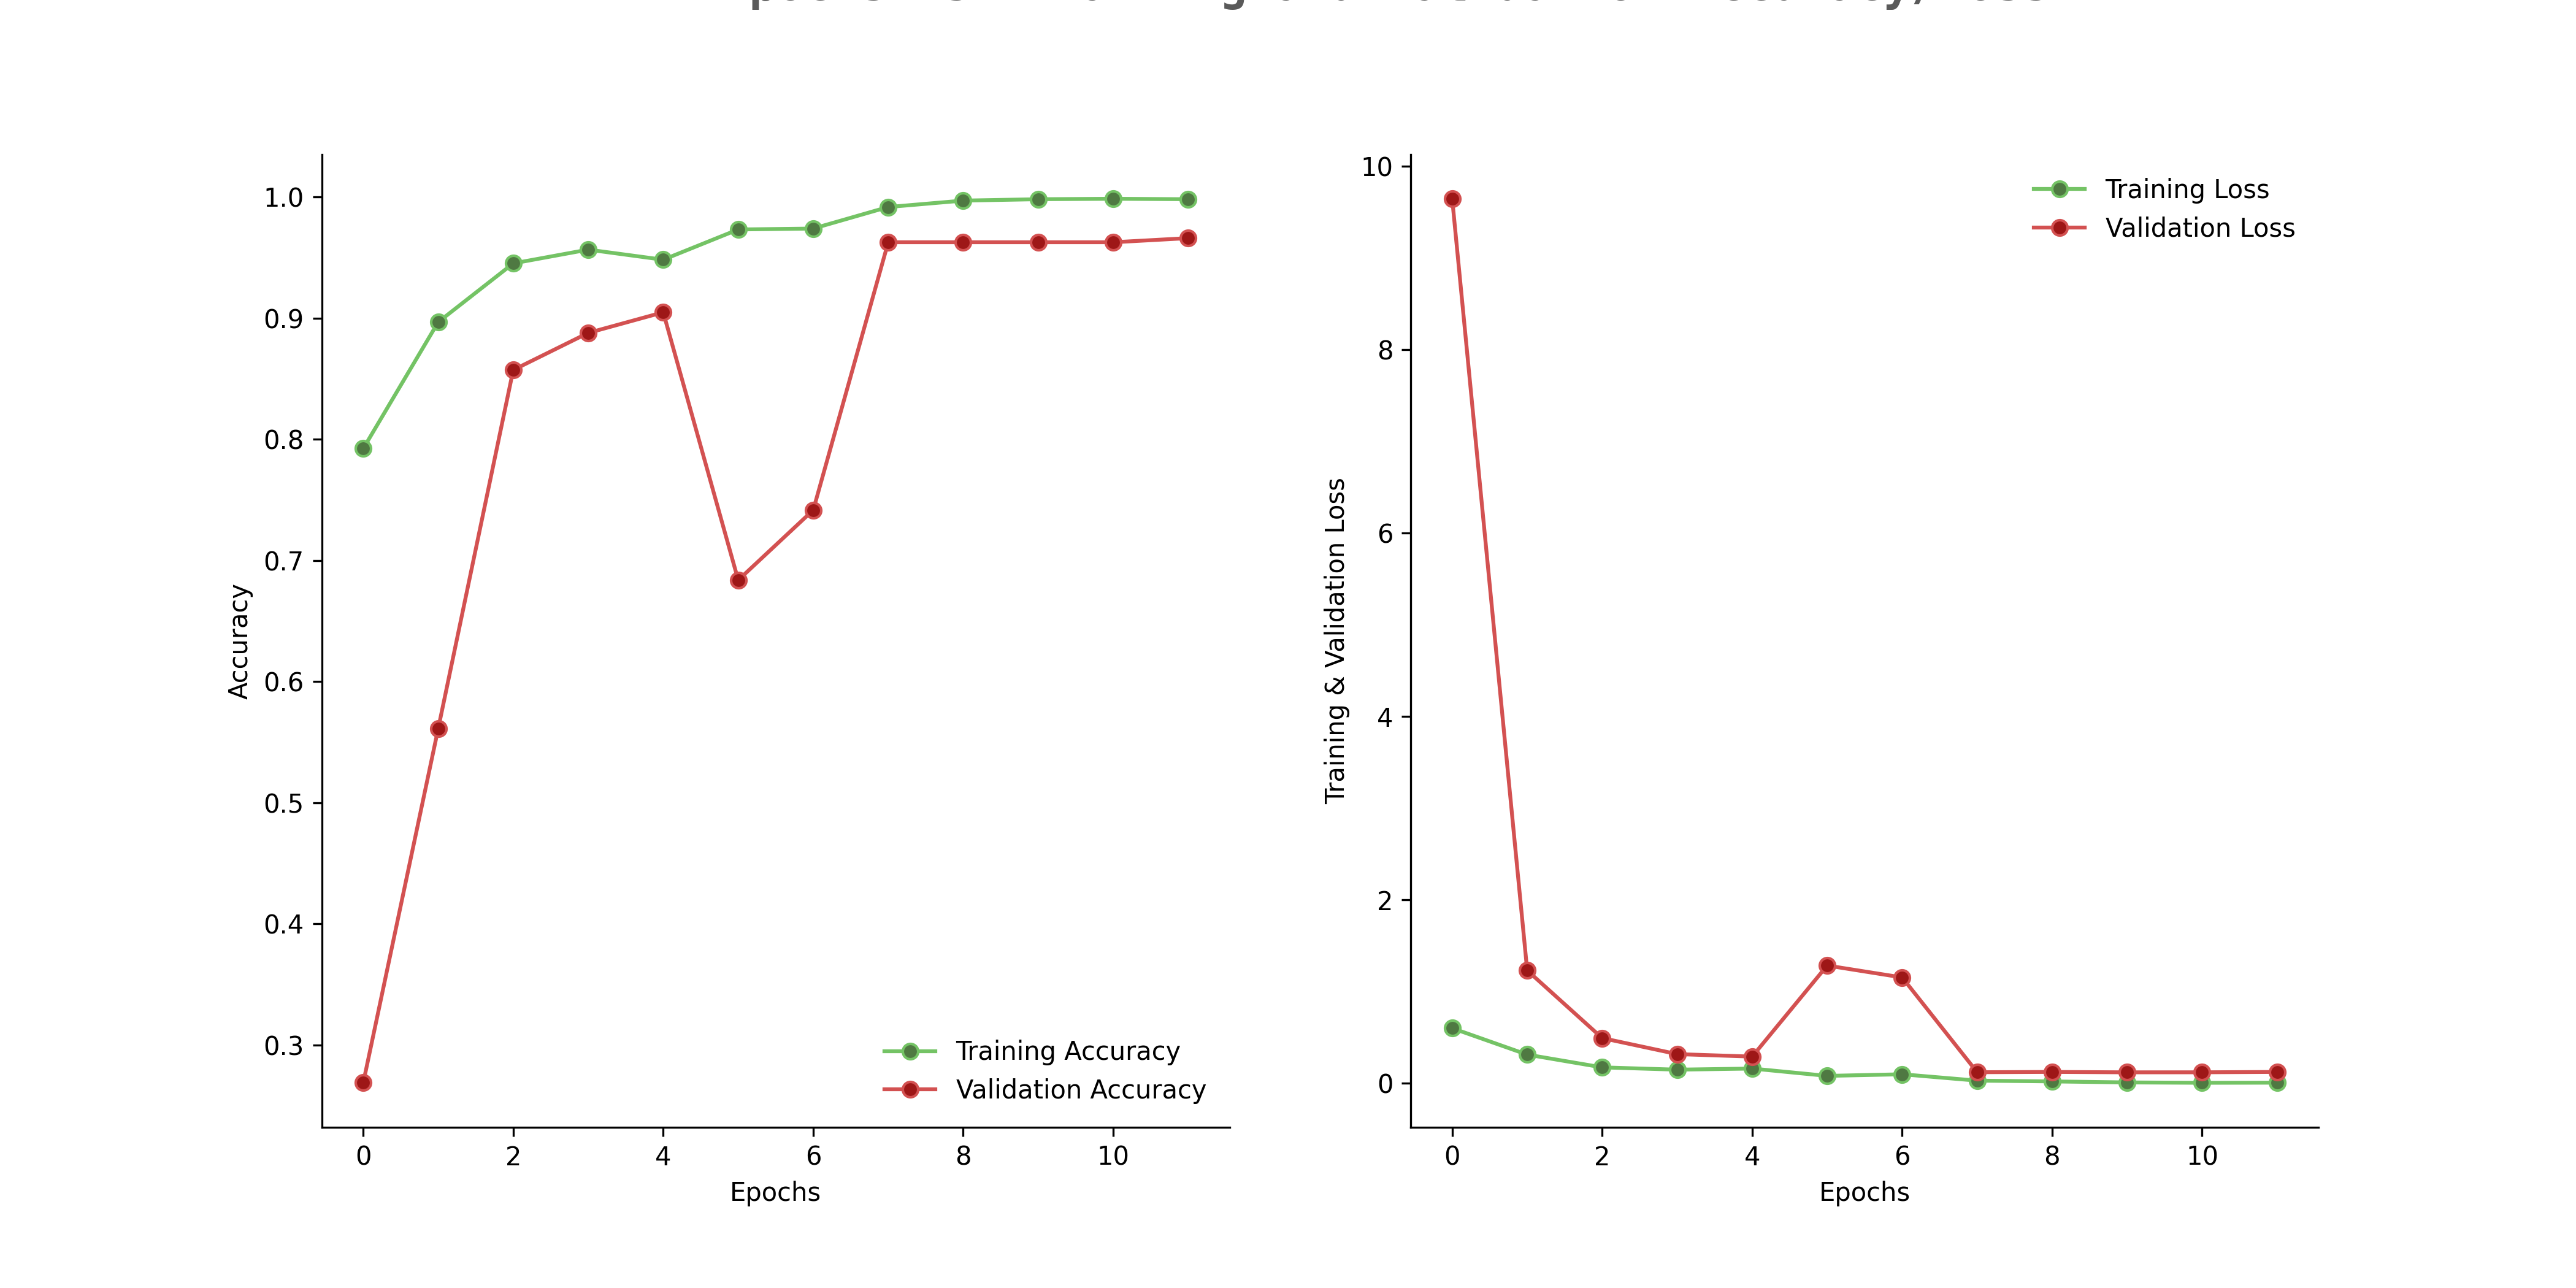 1.0
0.9
0.8
0.7
0.6
0.5
0.4
0.3
Accuracy
Training Accuracy
Validation Accuracy
0 2 4 6 8 10
Epochs
10
8
6
4
2
0
Training & Validation Loss
Training Loss
Validation Loss
0 2 4 6 8 10
Epochs